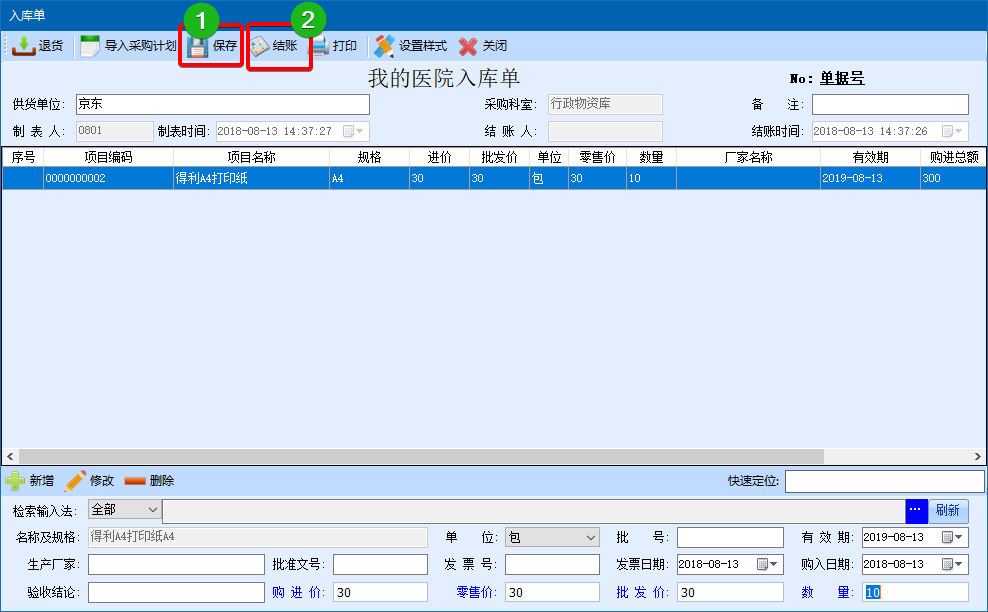 入库单
1 2
退货 导入采购计划 保存 结账 打印 设置样式 关闭
我的医院入库单 No: 单据号
供货单位: 京东 采购科室: 行政物资库 备 注:
制 表 人: 0801 制表时间: 2018-08-13 14:37:27 结 账 人: 结账时间: 2018-08-13 14:37:26
序号 项目编码 项目名称 规格 进价 批发价 单位 零售价 数量 厂家名称 有效期 购进总额
0000000002 得利A4打印纸 A4 30 30 包 30 10 2019-08-13 300
新增 修改 删除 快速定位:
检索输入法: 全部 ... 刷新
名称及规格: 得利A4打印纸A4 单 位: 包 批 号: 有 效 期: 2019-08-13
生产厂家: 批准文号: 发 票 号: 发票日期: 2018-08-13 购入日期: 2018-08-13
验收结论: 购 进 价: 30 零售价: 30 批 发 价: 30 数 量: 10